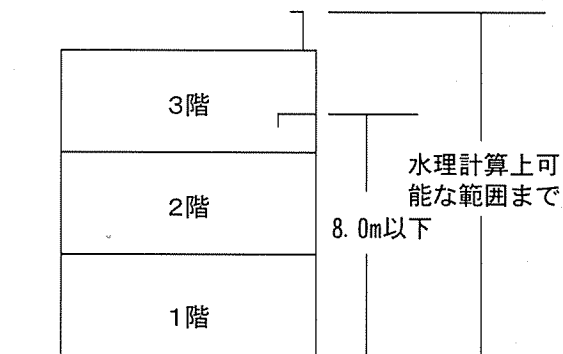 3階
水理計算上可
能な範囲まで
2階
8.0m以下
1階